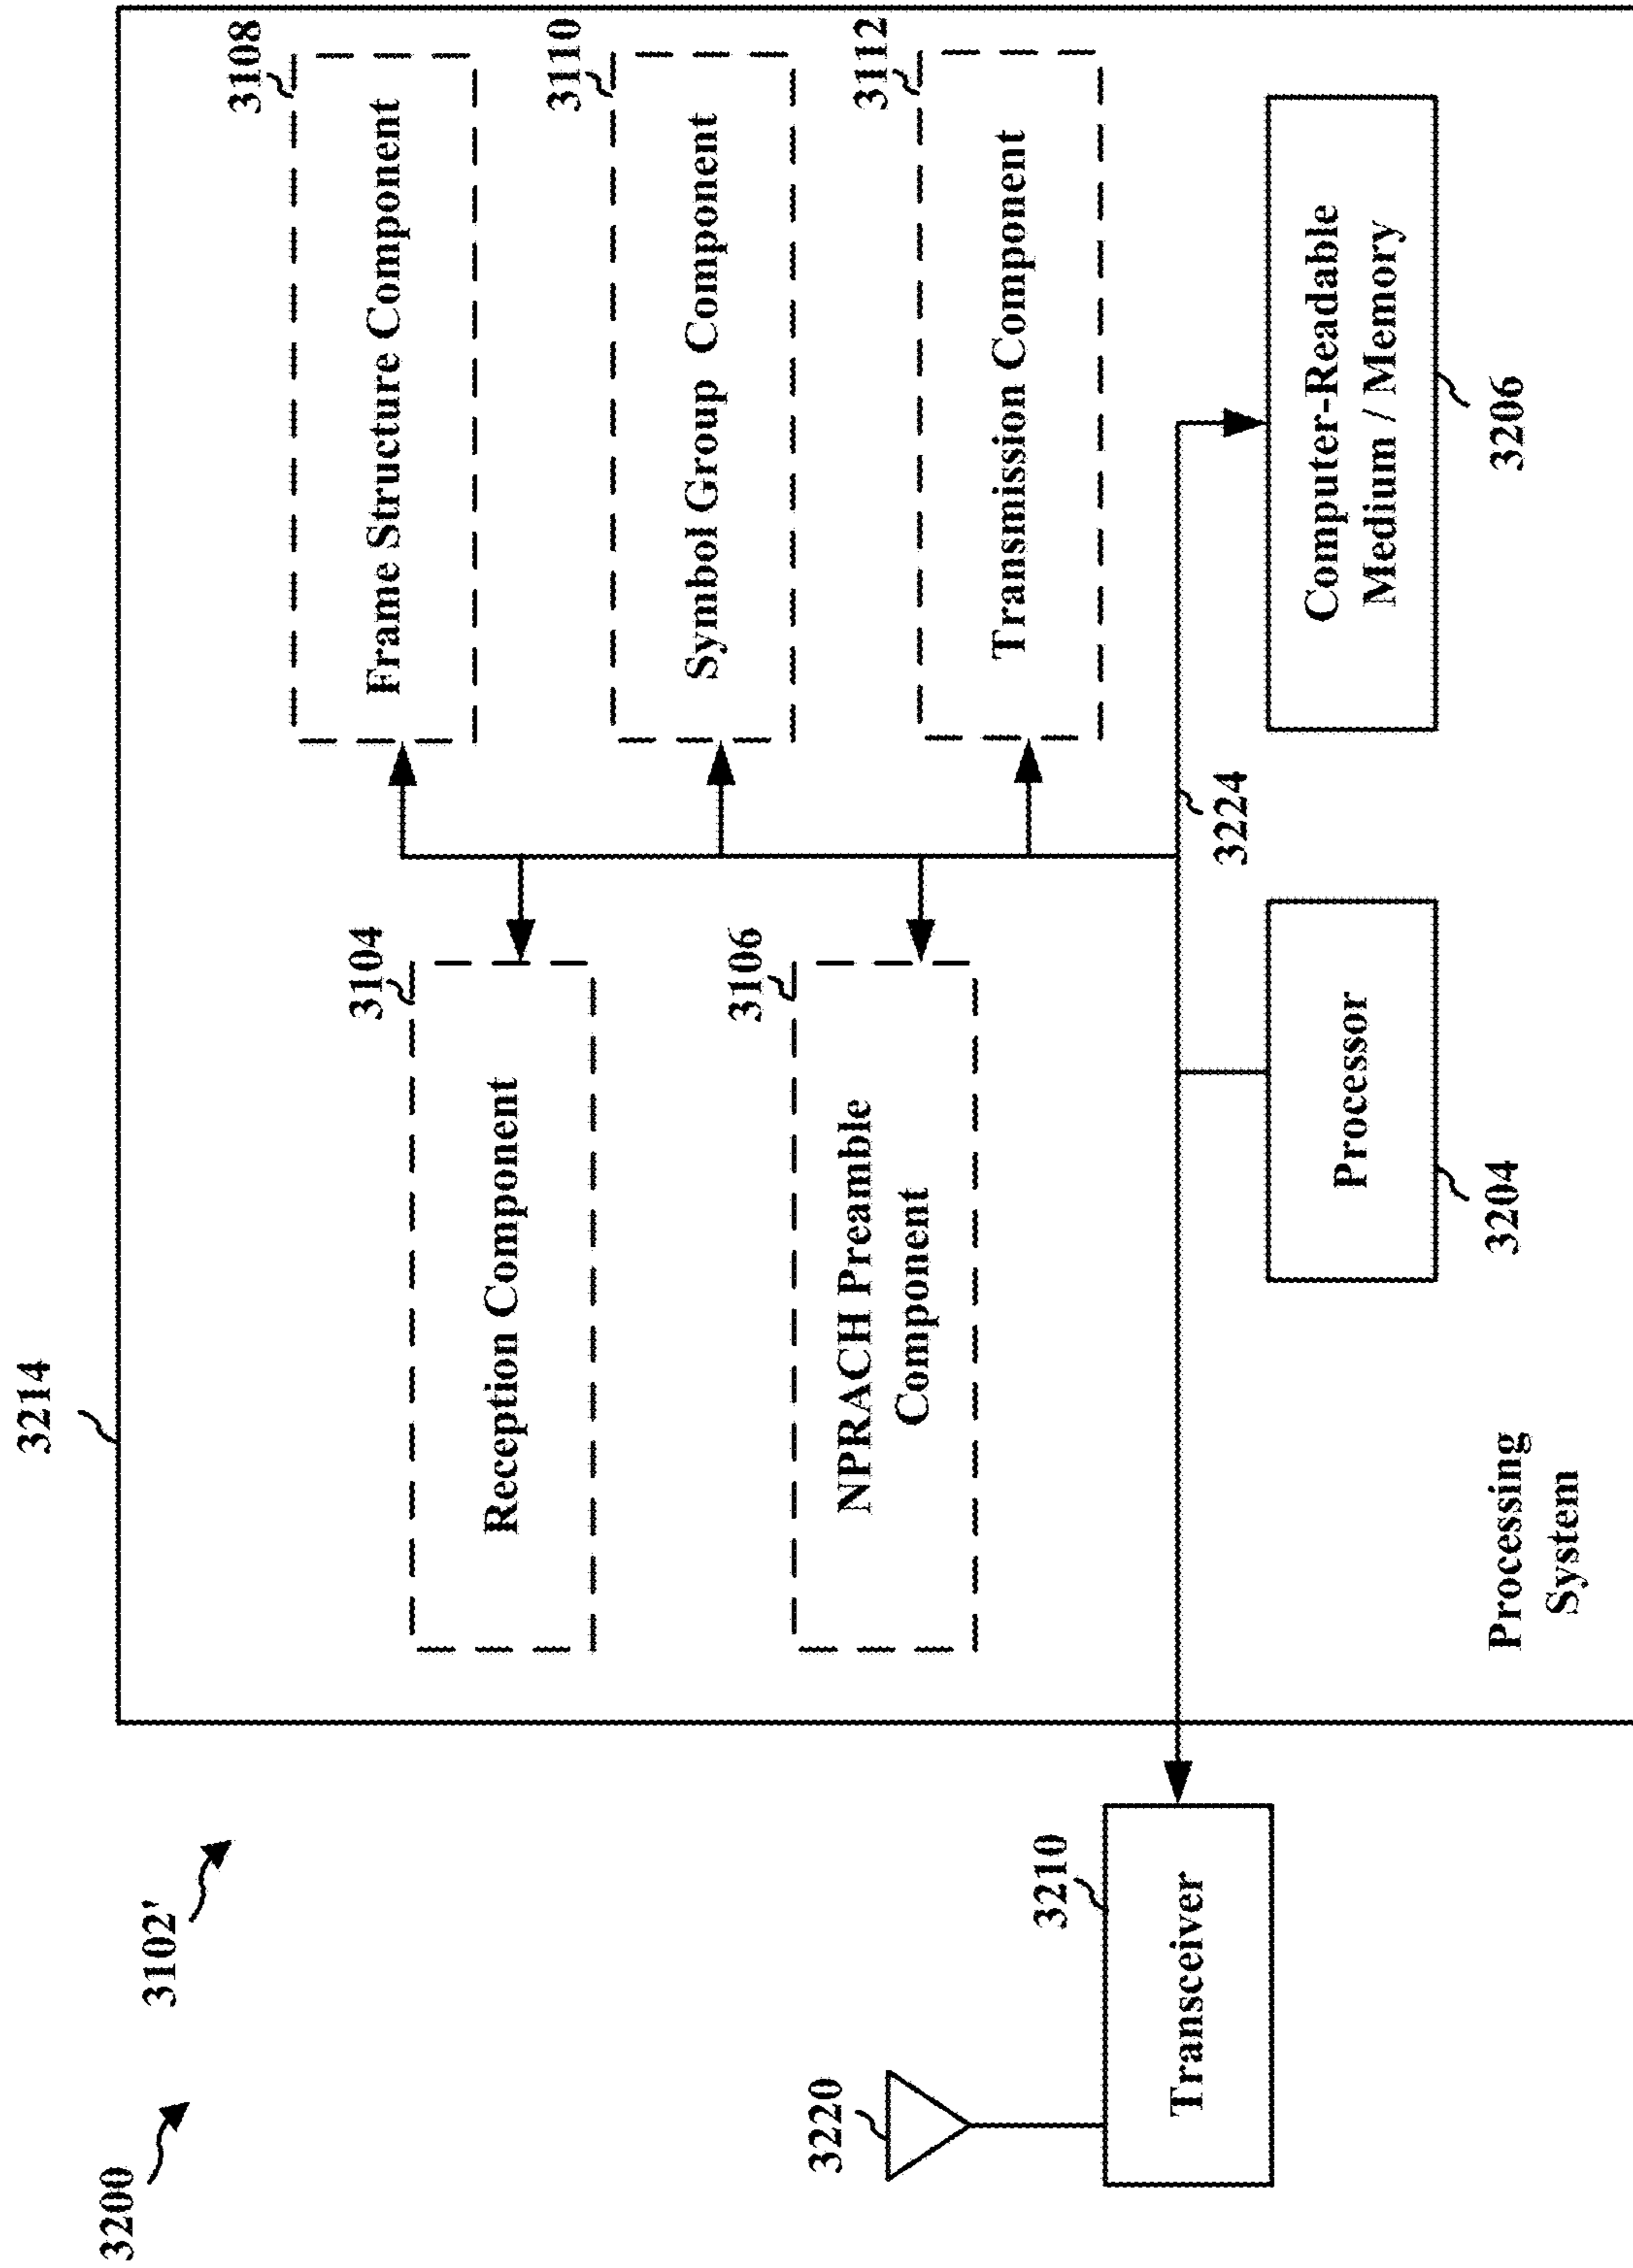 3200
3102'
3214
3104
Reception Component
3108
Frame Structure Component
3106
NPRACH Preamble
Component
3110
Symbol Group Component
3112
Transmission Component
3220
3210
Transceiver
3224
Processor
3204
Computer-Readable
Medium / Memory
3206
Processing
System